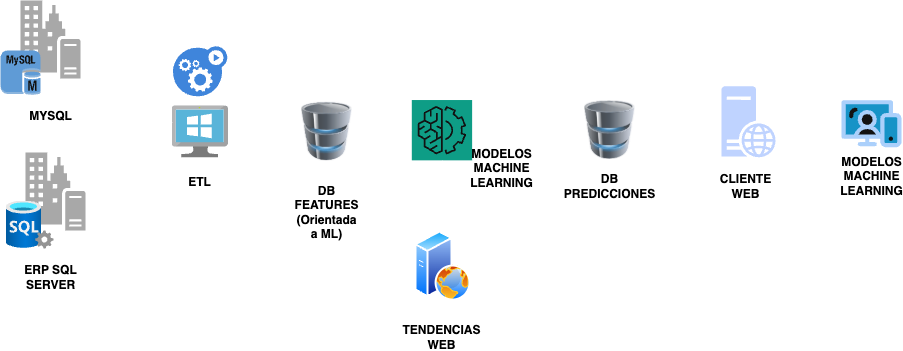 MySQL
M
MYSQL
SQL
ERP SQL
SERVER
ETL
DB
FEATURES
(Orientada
a ML)
MODELOS
MACHINE
LEARNING
TENDENCIAS
WEB
DB
PREDICCIONES
CLIENTE
WEB
MODELOS
MACHINE
LEARNING